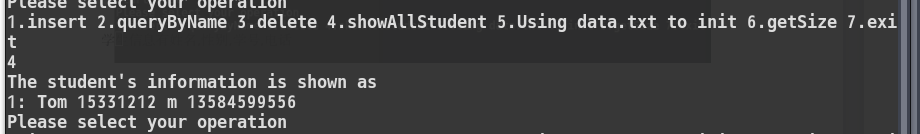 Please select your operation
1.insert 2.queryByName 3.delete 4.showAllStudent 5.Using data.txt to init 6.getSize 7.exi
t
4
The student's information is shown as
1: Tom 15331212 m 13584599556
Please select your operation